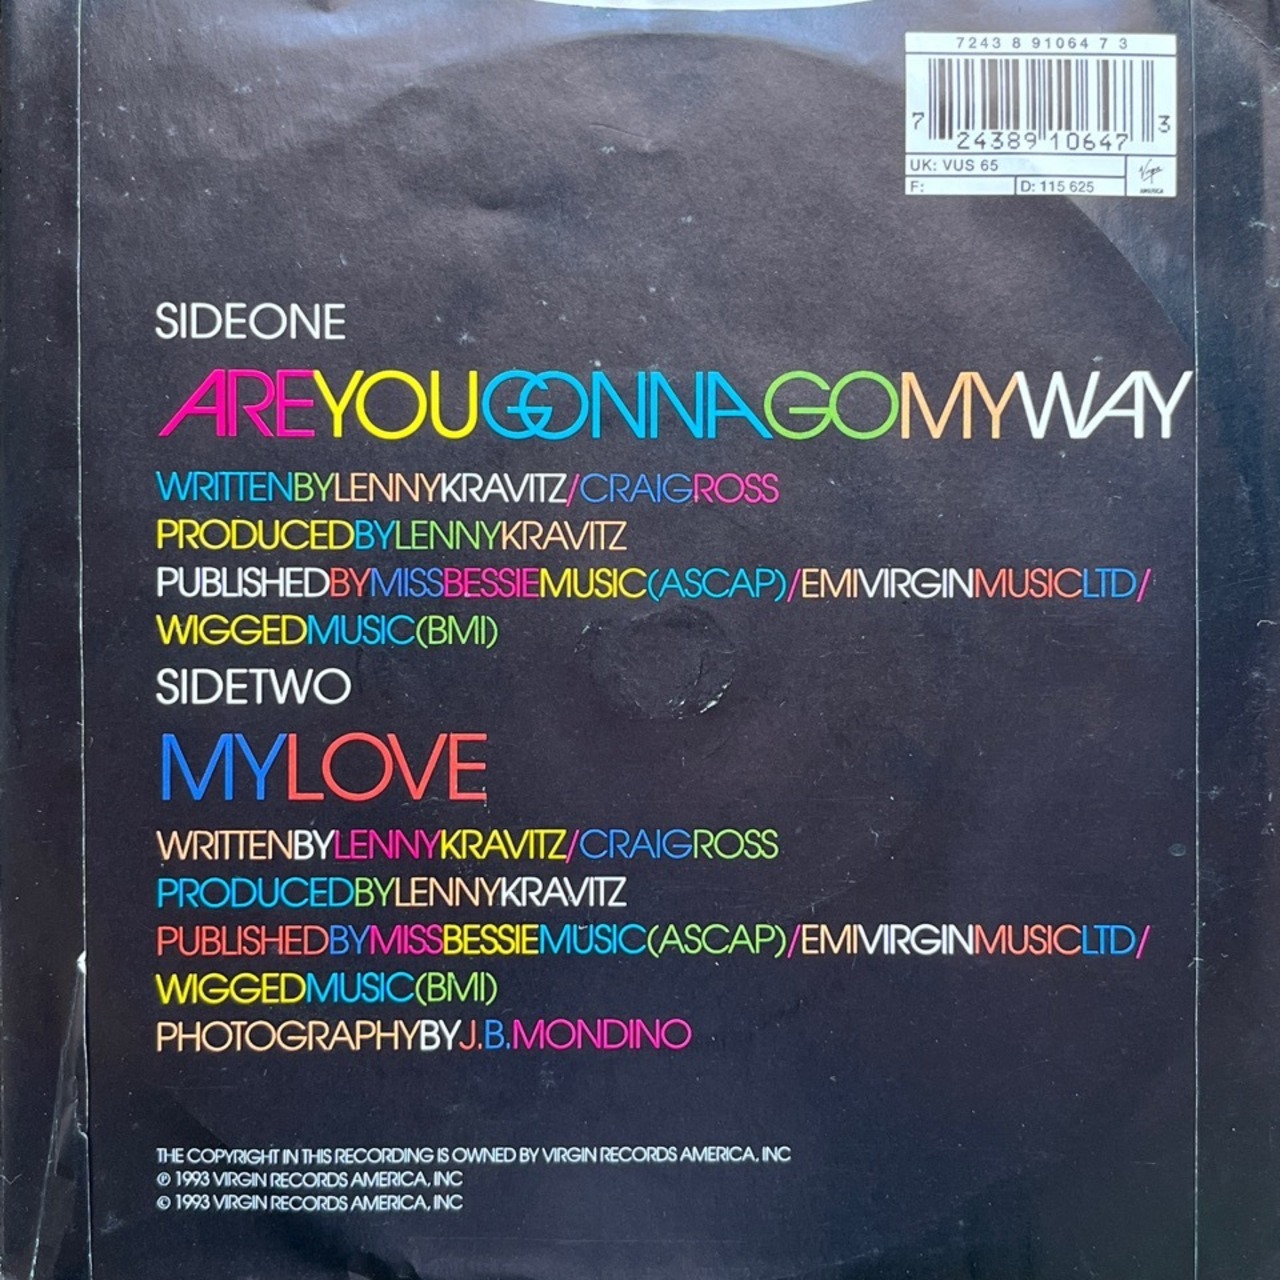 7243 8 91064 7 3
7 24389 10647 3
UK: VUS 65
F: D: 115 625
Virgin
AMERICA
SIDEONE
AREYOUGONNAGOMYWAY
WRITTENBYLENNYKRAVITZ/CRAIGROSS
PRODUCEDBYLENNYKRAVITZ
PUBLISHEDBYMISSBESSIEMUSIC(ASCAP)/EMIVIRGINMUSICLTD/
WIGGEDMUSIC(BMI)
SIDETWO
MYLOVE
WRITTENBYLENNYKRAVITZ/CRAIGROSS
PRODUCEDBYLENNYKRAVITZ
PUBLISHEDBYMISSBESSIEMUSIC(ASCAP)/EMIVIRGINMUSICLTD/
WIGGEDMUSIC(BMI)
PHOTOGRAPHYBYJ.B.MONDINO
THE COPYRIGHT IN THIS RECORDING IS OWNED BY VIRGIN RECORDS AMERICA, INC
℗ 1993 VIRGIN RECORDS AMERICA, INC
© 1993 VIRGIN RECORDS AMERICA, INC